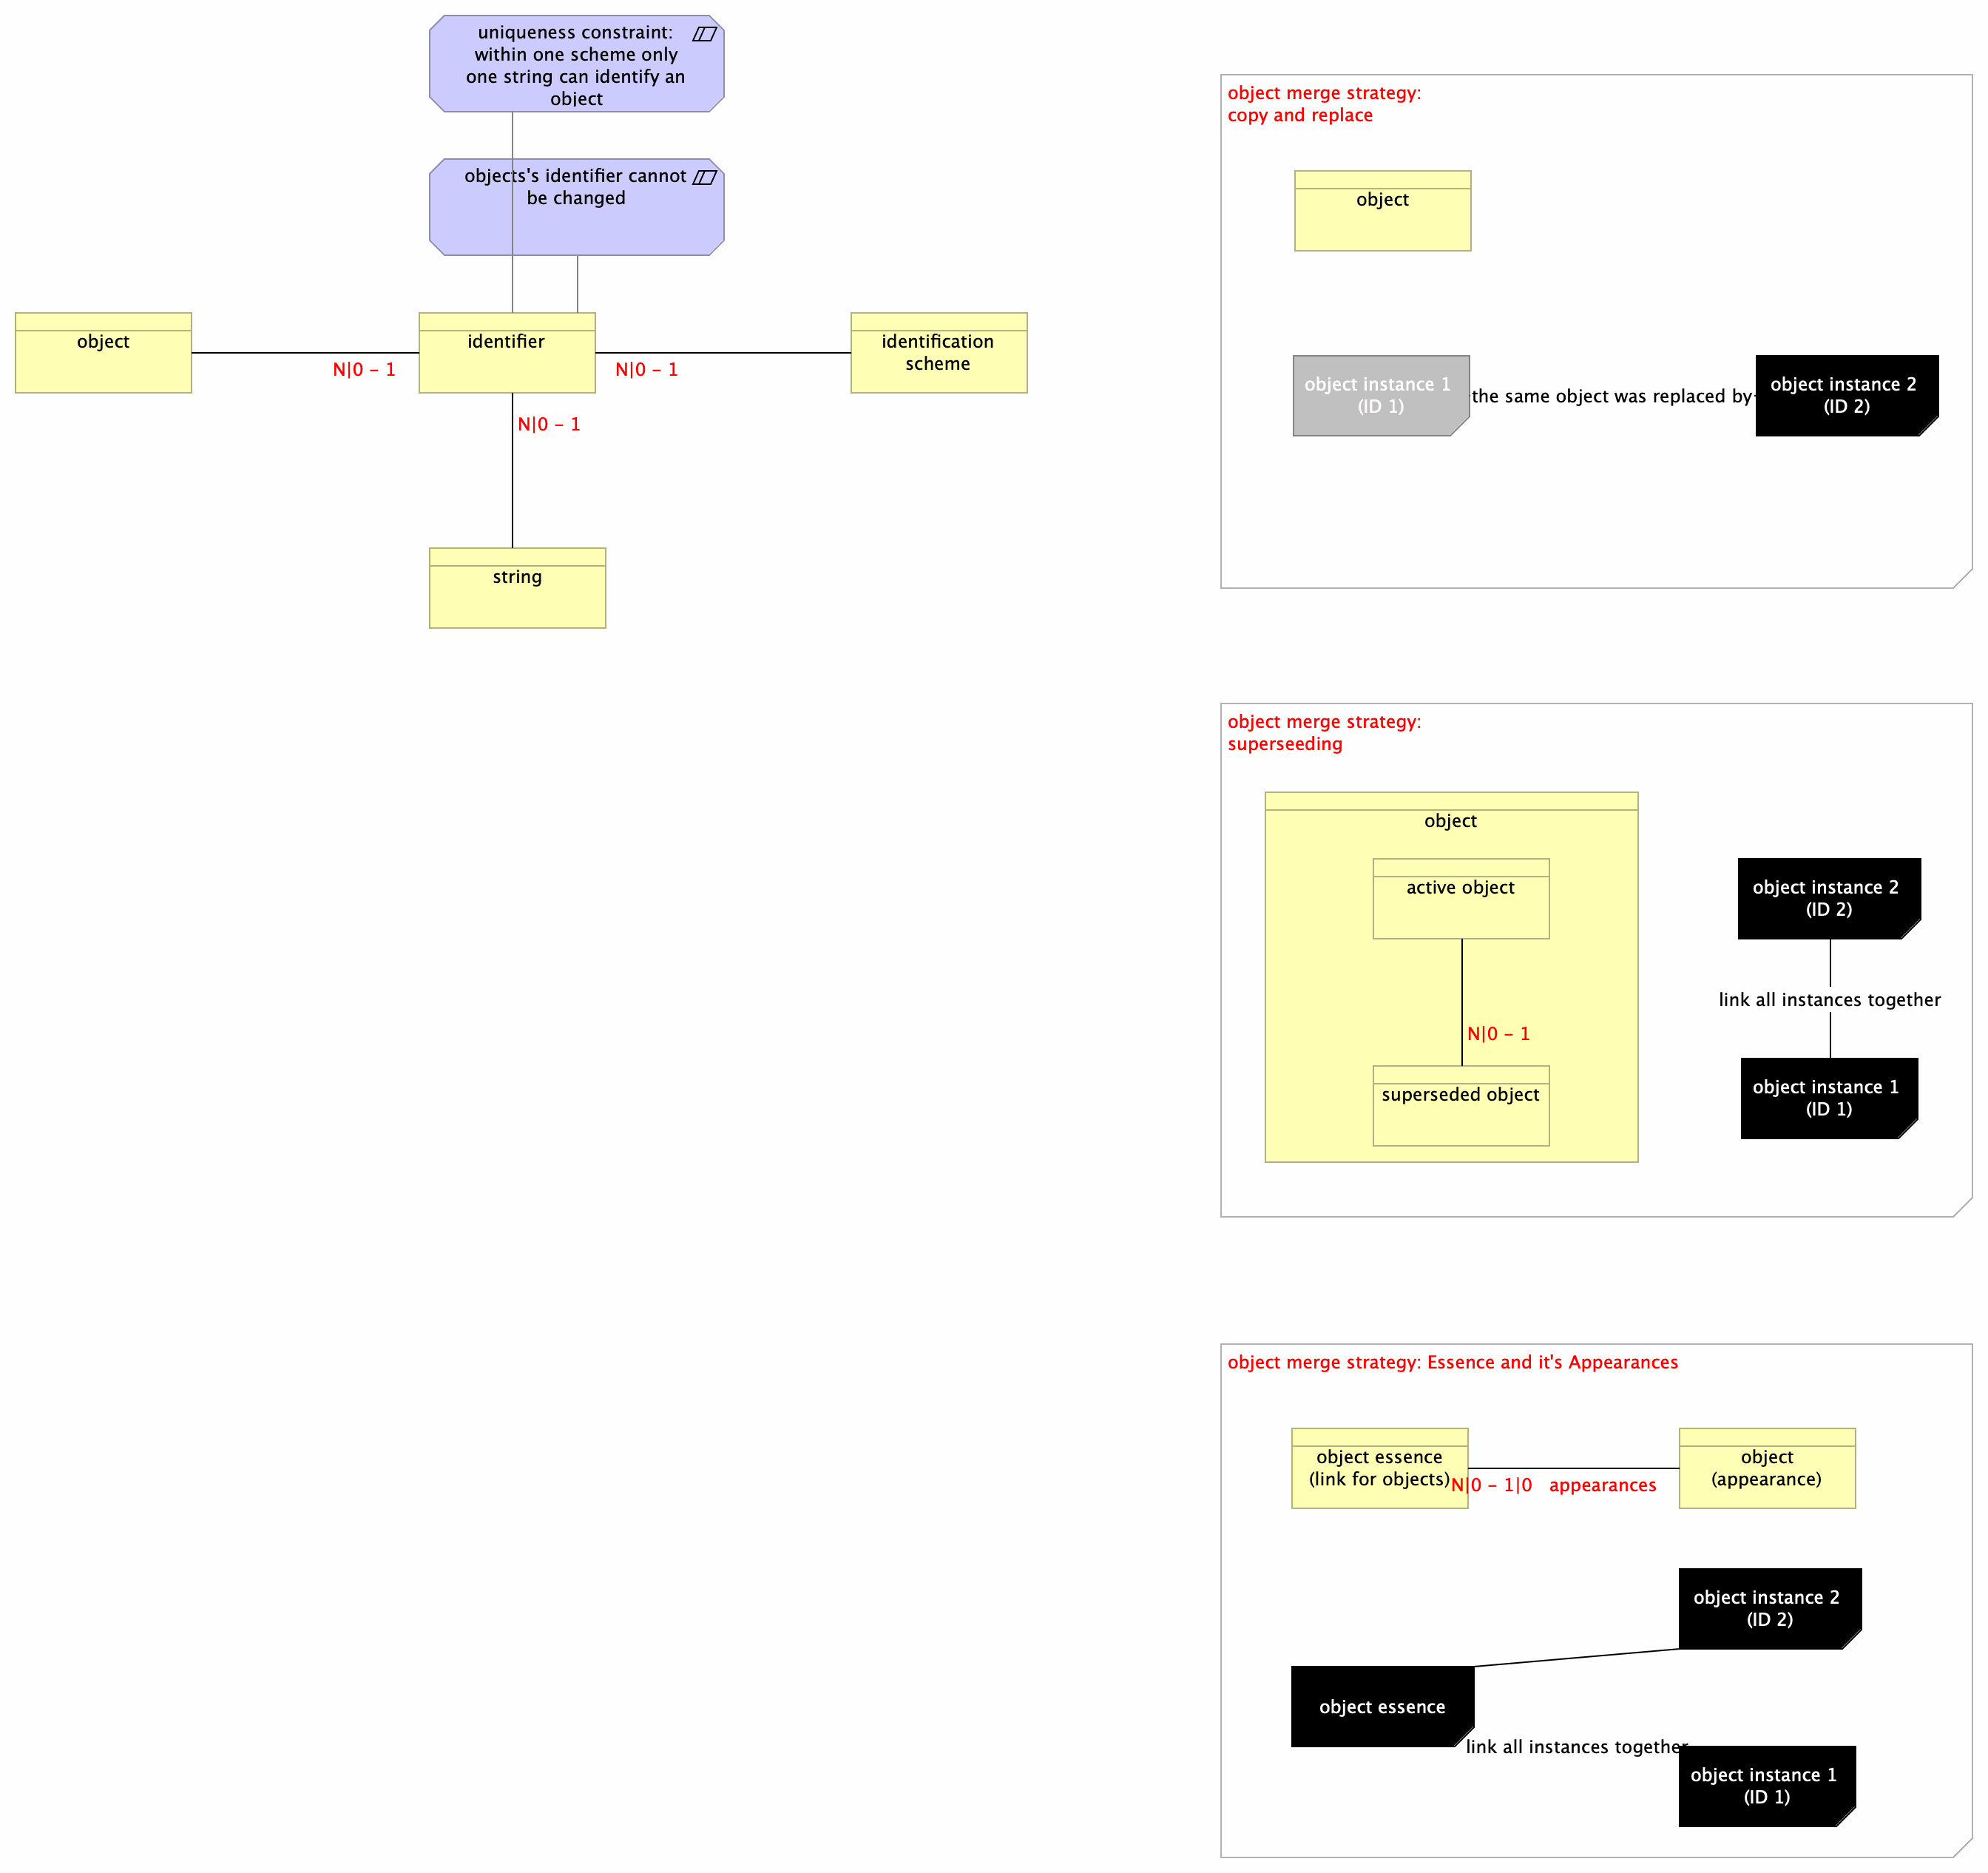 uniqueness constraint:
within one scheme only
one string can identify an
object
objects's identifier cannot
be changed
object
identifier
identification
scheme
N|0 - 1
N|0 - 1
N|0 - 1
string
object merge strategy:
copy and replace
object
object instance 1
(ID 1)
the same object was replaced by
object instance 2
(ID 2)
object merge strategy:
superseeding
object
active object
N|0 - 1
superseded object
object instance 2
(ID 2)
link all instances together
object instance 1
(ID 1)
object merge strategy: Essence and it's Appearances
object essence
(link for objects)
N|0 - 1|0 appearances
object
(appearance)
object instance 2
(ID 2)
object essence
link all instances together
object instance 1
(ID 1)